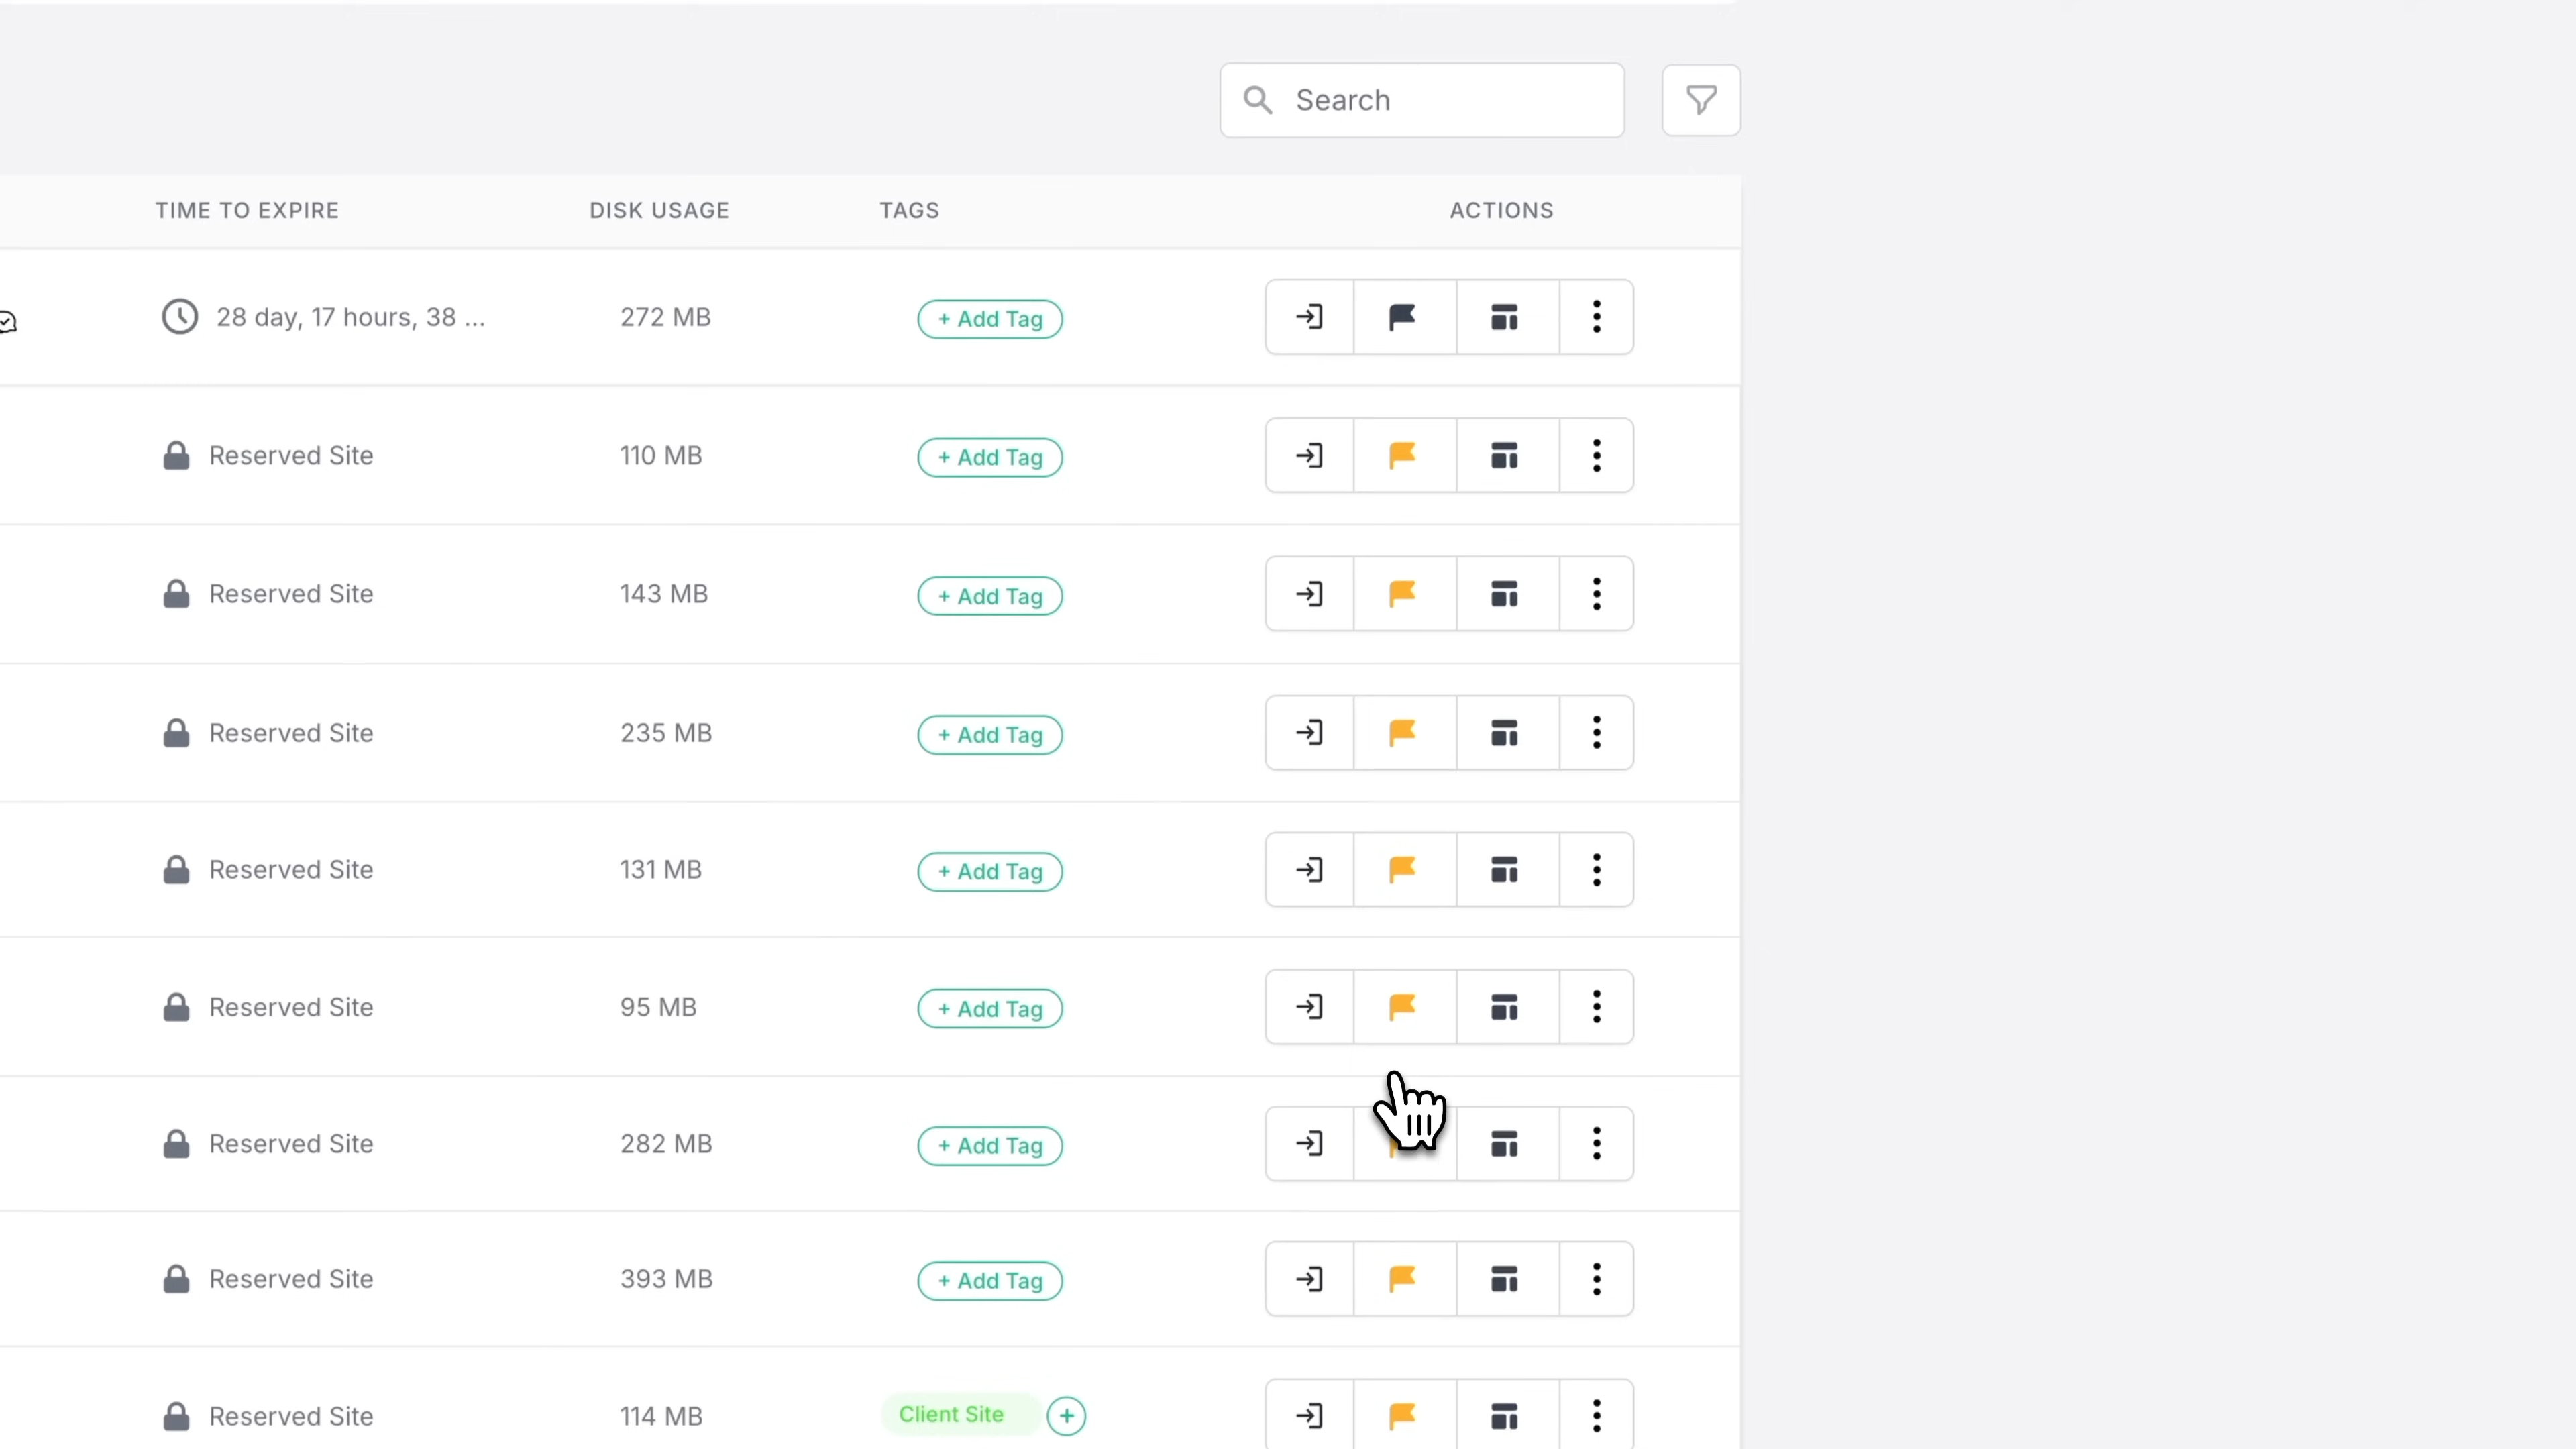 Search
TIME TO EXPIRE DISK USAGE TAGS ACTIONS
28 day, 17 hours, 38 ... 272 MB + Add Tag
Reserved Site 110 MB + Add Tag
Reserved Site 143 MB + Add Tag
Reserved Site 235 MB + Add Tag
Reserved Site 131 MB + Add Tag
Reserved Site 95 MB + Add Tag
Reserved Site 282 MB + Add Tag
Reserved Site 393 MB + Add Tag
Reserved Site 114 MB Client Site +